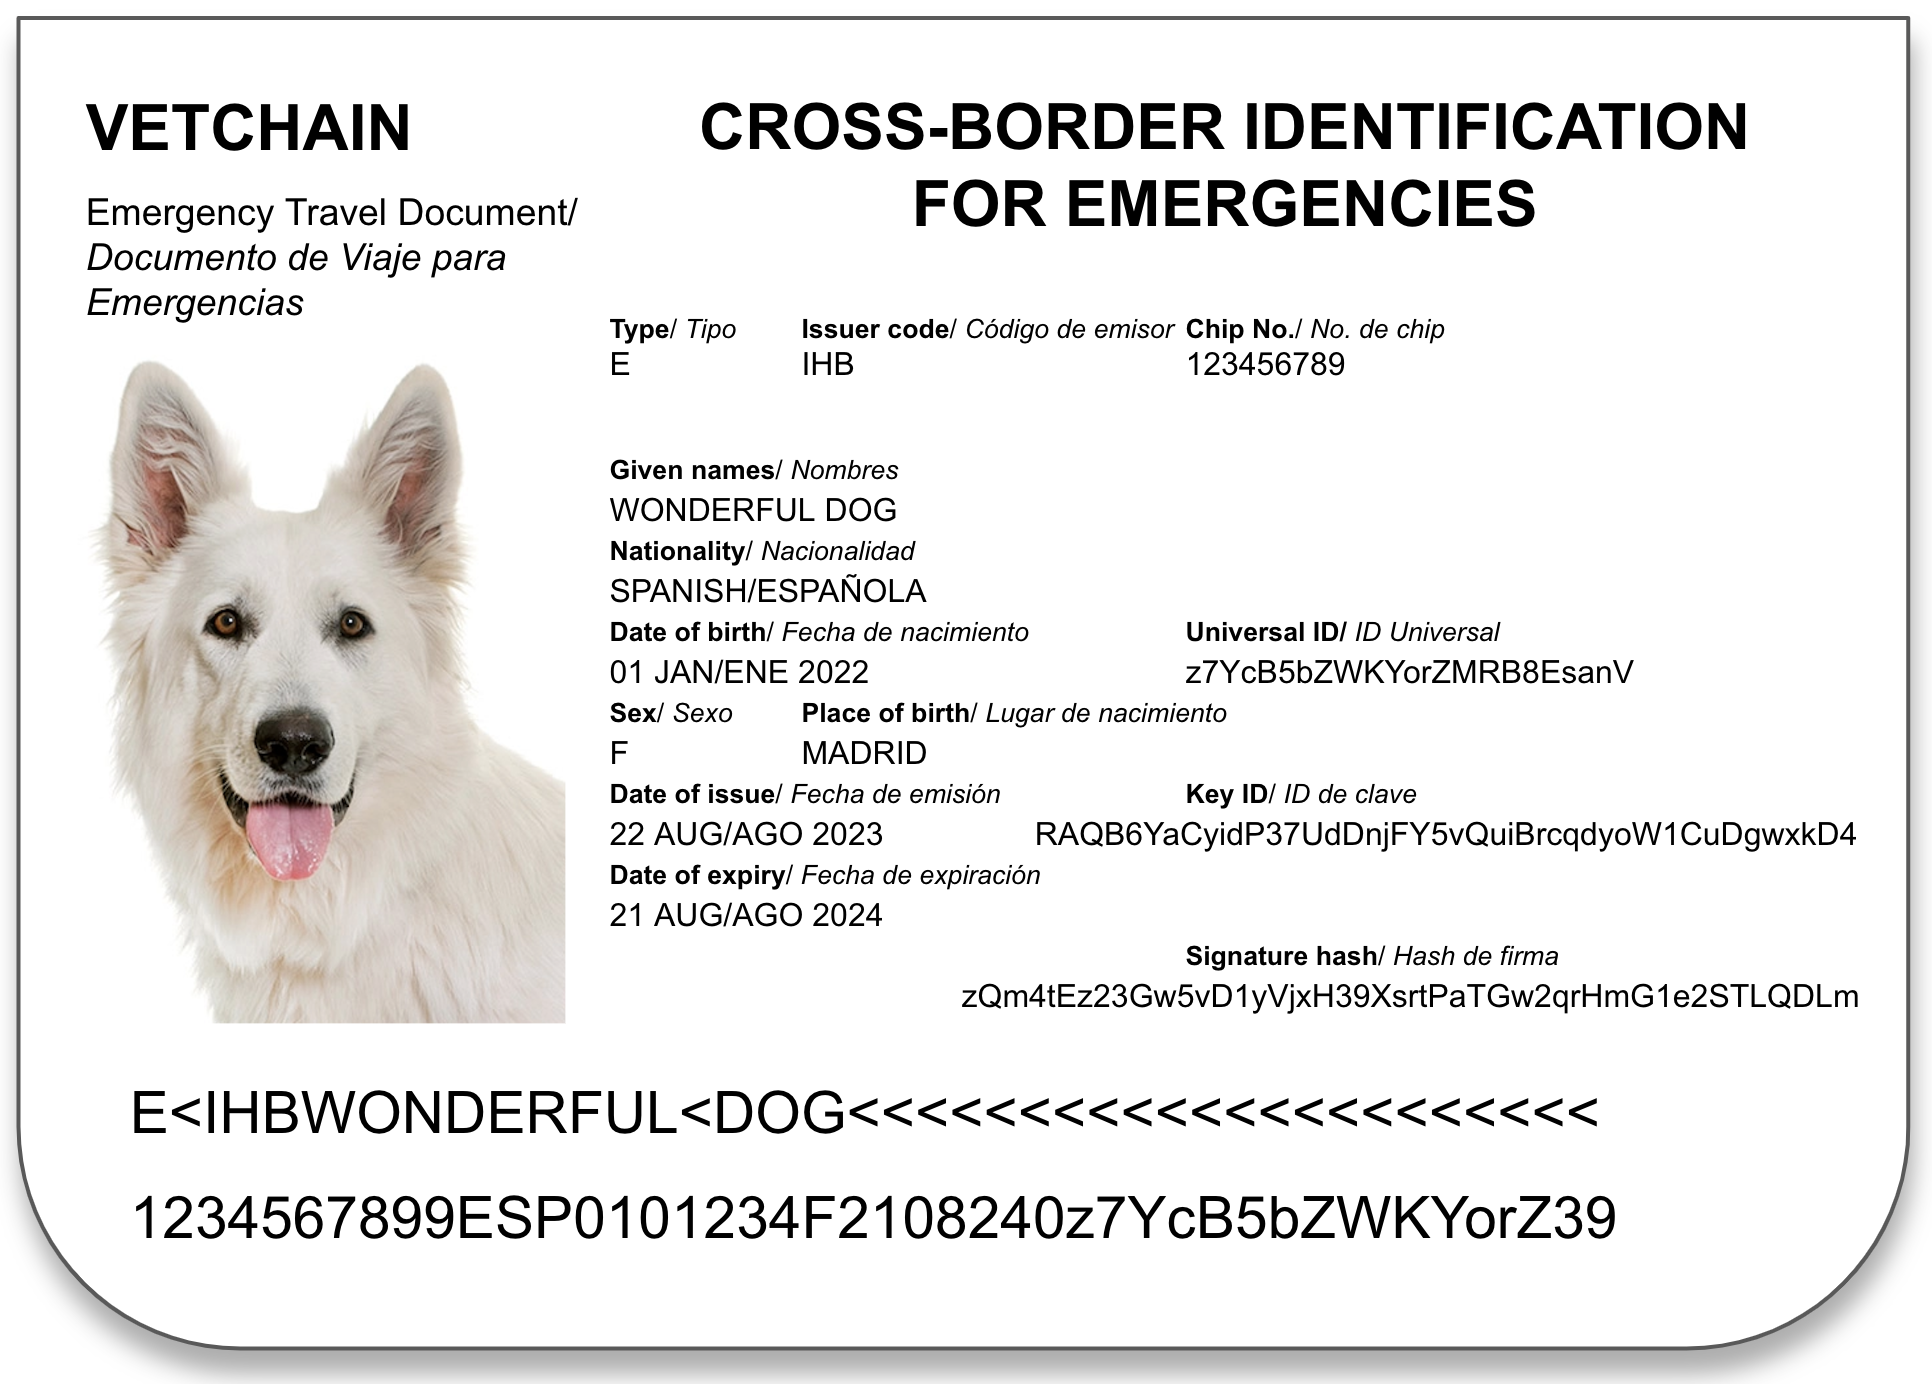 VETCHAIN
CROSS-BORDER IDENTIFICATION
FOR EMERGENCIES
Emergency Travel Document/
Documento de Viaje para
Emergencias
Type/ Tipo Issuer code/ Código de emisor Chip No./ No. de chip
E IHB 123456789
Given names/ Nombres
WONDERFUL DOG
Nationality/ Nacionalidad
SPANISH/ESPAÑOLA
Date of birth/ Fecha de nacimiento Universal ID/ ID Universal
01 JAN/ENE 2022 z7YcB5bZWKYorZMRB8EsanV
Sex/ Sexo Place of birth/ Lugar de nacimiento
F MADRID
Date of issue/ Fecha de emisión Key ID/ ID de clave
22 AUG/AGO 2023 RAQB6YaCyidP37UdDnjFY5vQuiBrcqdyoW1CuDgwxkD4
Date of expiry/ Fecha de expiración
21 AUG/AGO 2024
Signature hash/ Hash de firma
zQm4tEz23Gw5vD1yVjxH39XsrtPaTGw2qrHmG1e2STLQDLm
E<IHBWONDERFUL<DOG<<<<<<<<<<<<<<<<<<<<<<
1234567899ESP0101234F2108240z7YcB5bZWKYorZ39